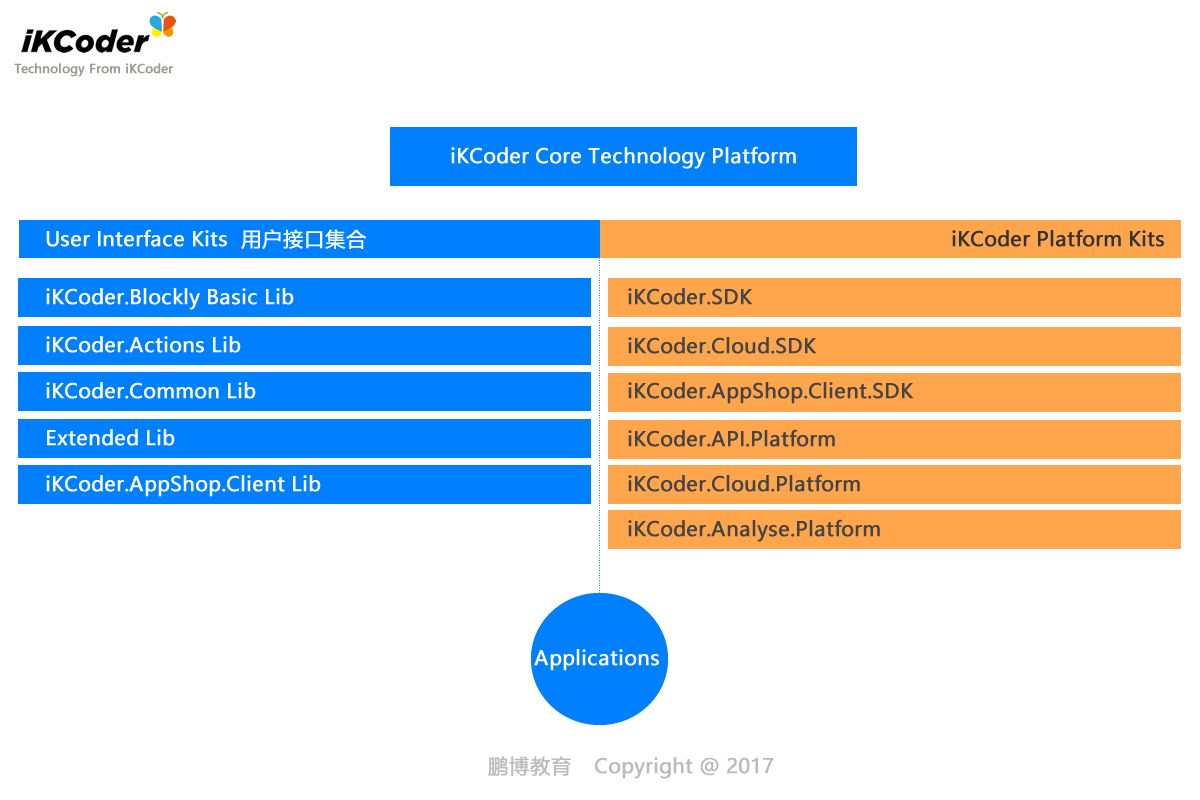 iKCoder
Technology From iKCoder
iKCoder Core Technology Platform
User Interface Kits 用户接口集合
iKCoder Platform Kits
iKCoder.Blockly Basic Lib
iKCoder.Actions Lib
iKCoder.Common Lib
Extended Lib
iKCoder.AppShop.Client Lib
iKCoder.SDK
iKCoder.Cloud.SDK
iKCoder.AppShop.Client.SDK
iKCoder.API.Platform
iKCoder.Cloud.Platform
iKCoder.Analyse.Platform
Applications
鹏博教育 Copyright @ 2017